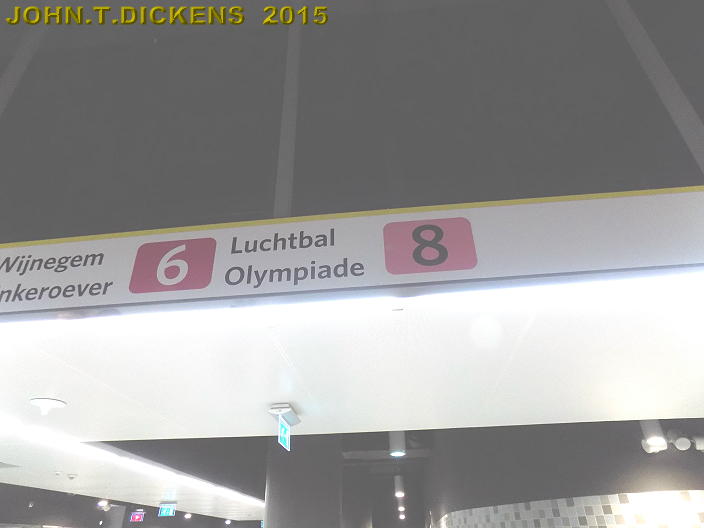 JOHN.T.DICKENS 2015
Wijnegem
6
Luchtbal
Olympiade
8